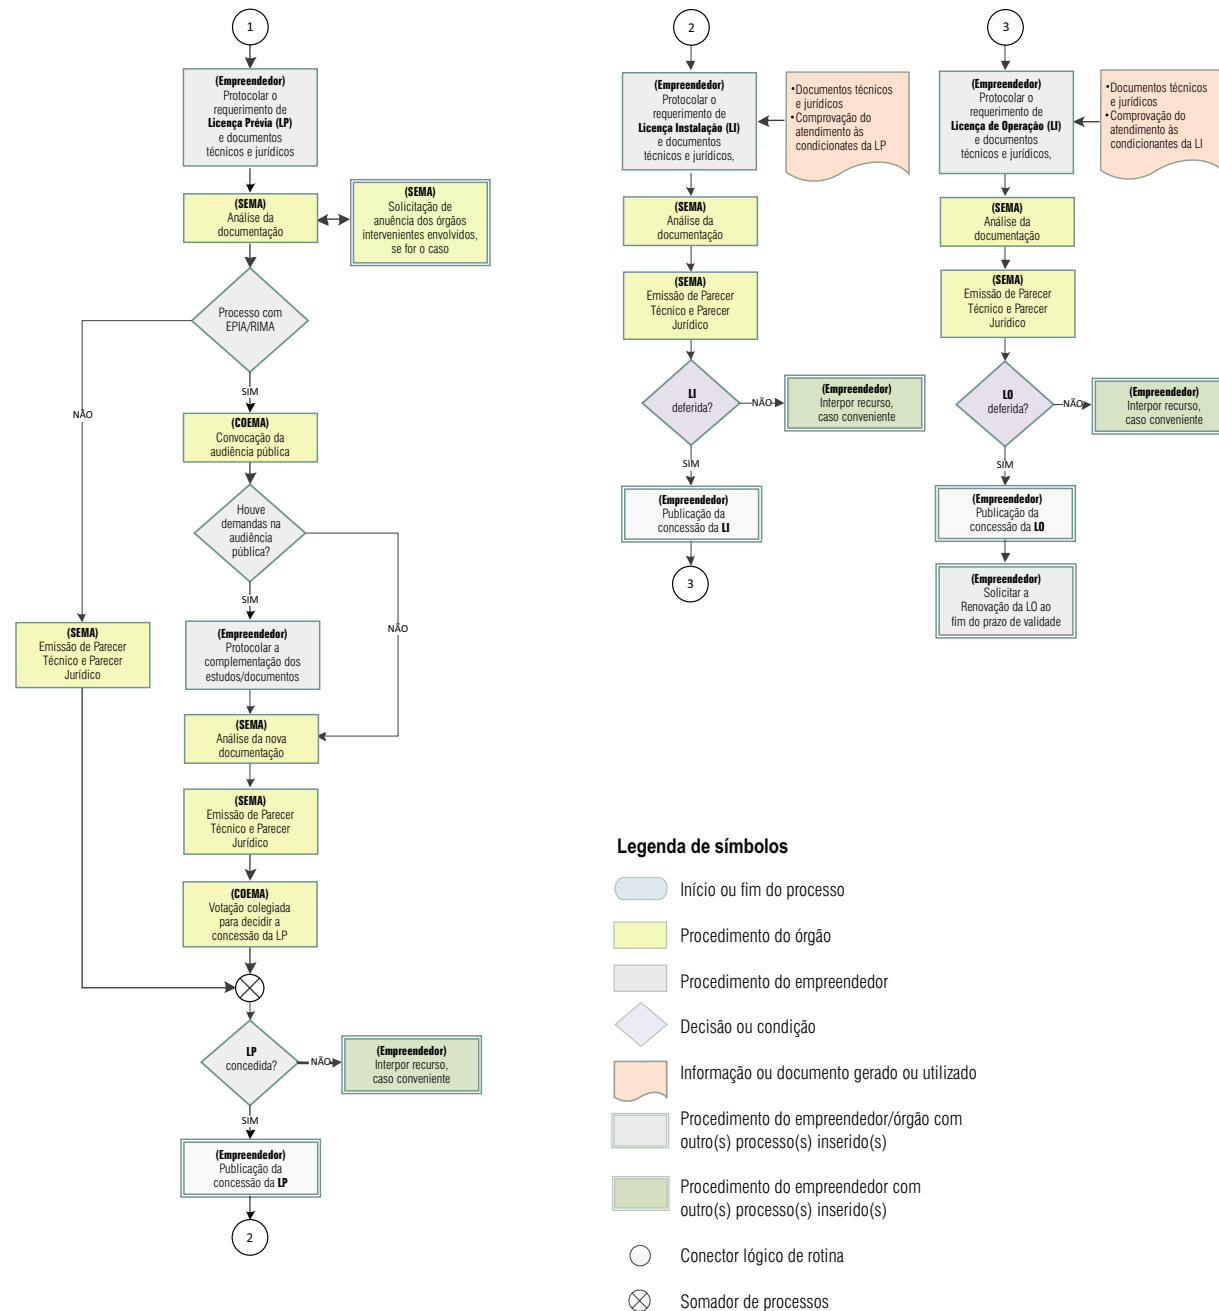 1
(Empreendedor)
Protocolar o
requerimento de
Licença Prévia (LP)
e documentos
técnicos e jurídicos
(SEMA)
Análise da
documentação
(SEMA)
Solicitação de
anuência dos órgãos
intervenientes envolvidos,
se for o caso
Processo com
EPIA/RIMA
NÃO
SIM
(COEMA)
Convocação da
audiência pública
Houve
demandas na
audiência
pública?
SIM
NÃO
(SEMA)
Emissão de Parecer
Técnico e Parecer
Jurídico
(Empreendedor)
Protocolar a
complementação dos
estudos/documentos
(SEMA)
Análise da nova
documentação
(SEMA)
Emissão de Parecer
Técnico e Parecer
Jurídico
(COEMA)
Votação colegiada
para decidir a
concessão da LP
LP
concedida?
NÃO
(Empreendedor)
Interpor recurso,
caso conveniente
SIM
(Empreendedor)
Publicação da
concessão da LP
2
2
(Empreendedor)
Protocolar o
requerimento de
Licença Instalação (LI)
e documentos
técnicos e jurídicos,
•Documentos técnicos
e jurídicos
•Comprovação do
atendimento às
condicionates da LP
(SEMA)
Análise da
documentação
(SEMA)
Emissão de Parecer
Técnico e Parecer
Jurídico
LI
deferida?
NÃO
(Empreendedor)
Interpor recurso,
caso conveniente
SIM
(Empreendedor)
Publicação da
concessão da LI
3
3
(Empreendedor)
Protocolar o
requerimento de
Licença de Operação (LI)
e documentos
técnicos e jurídicos,
•Documentos técnicos
e jurídicos
•Comprovação do
atendimento às
condicionantes da LI
(SEMA)
Análise da
documentação
(SEMA)
Emissão de Parecer
Técnico e Parecer
Jurídico
LO
deferida?
NÃO
(Empreendedor)
Interpor recurso,
caso conveniente
SIM
(Empreendedor)
Publicação da
concessão da LO
(Empreendedor)
Solicitar a
Renovação da LO ao
fim do prazo de validade
Legenda de símbolos
Início ou fim do processo
Procedimento do órgão
Procedimento do empreendedor
Decisão ou condição
Informação ou documento gerado ou utilizado
Procedimento do empreendedor/órgão com
outro(s) processo(s) inserido(s)
Procedimento do empreendedor com
outro(s) processo(s) inserido(s)
Conector lógico de rotina
Somador de processos